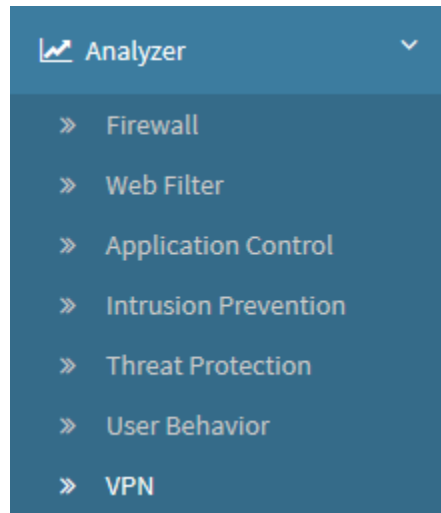 Analyzer
Firewall
Web Filter
Application Control
Intrusion Prevention
Threat Protection
User Behavior
VPN